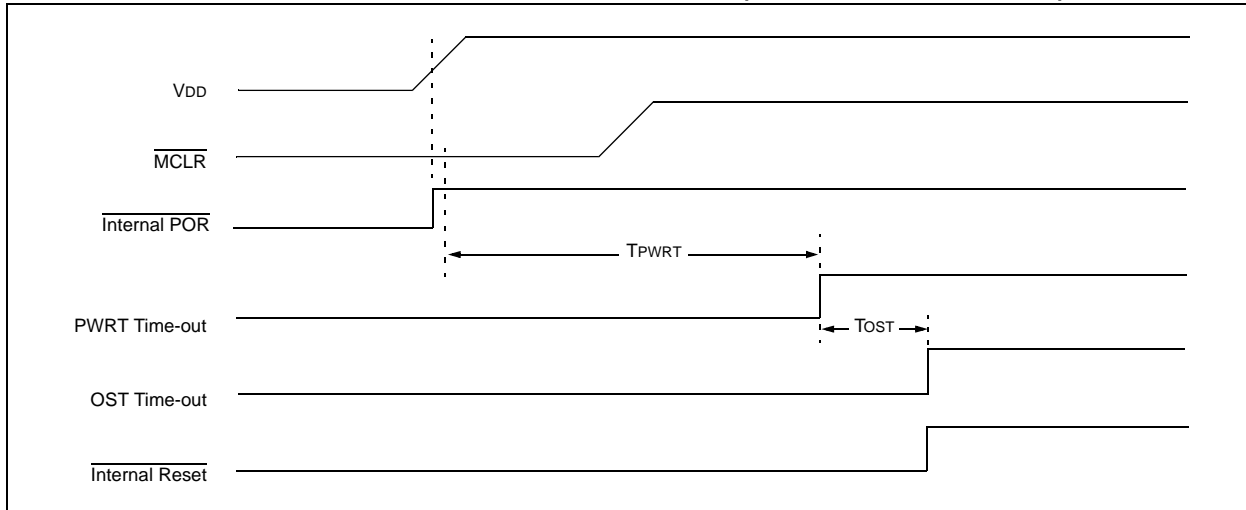 VDD
MCLR
Internal POR
TPWRT
PWRT Time-out
TOST
OST Time-out
Internal Reset